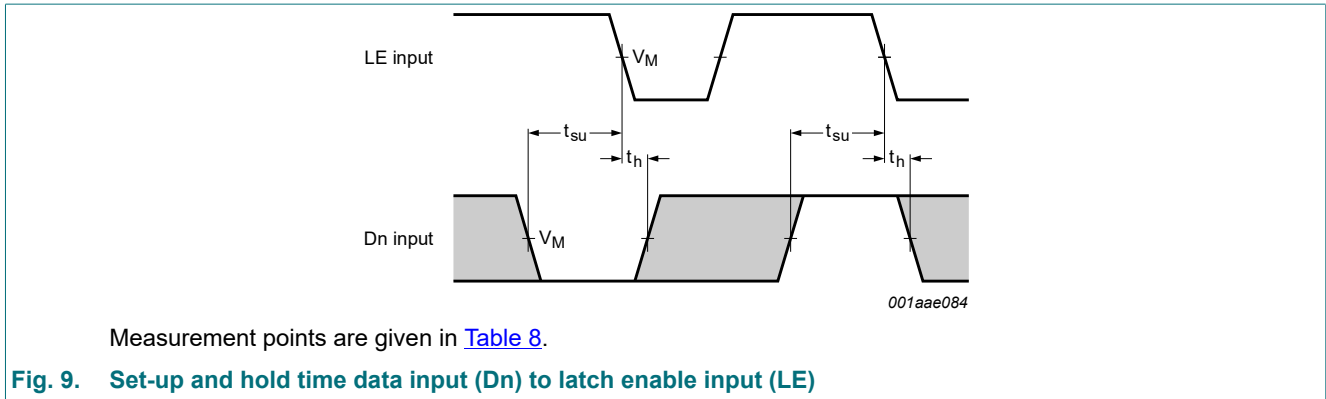 LE input
VM
tsu
tsu
th
th
Dn input
VM
001aae084
Measurement points are given in Table 8.
Fig. 9. Set-up and hold time data input (Dn) to latch enable input (LE)